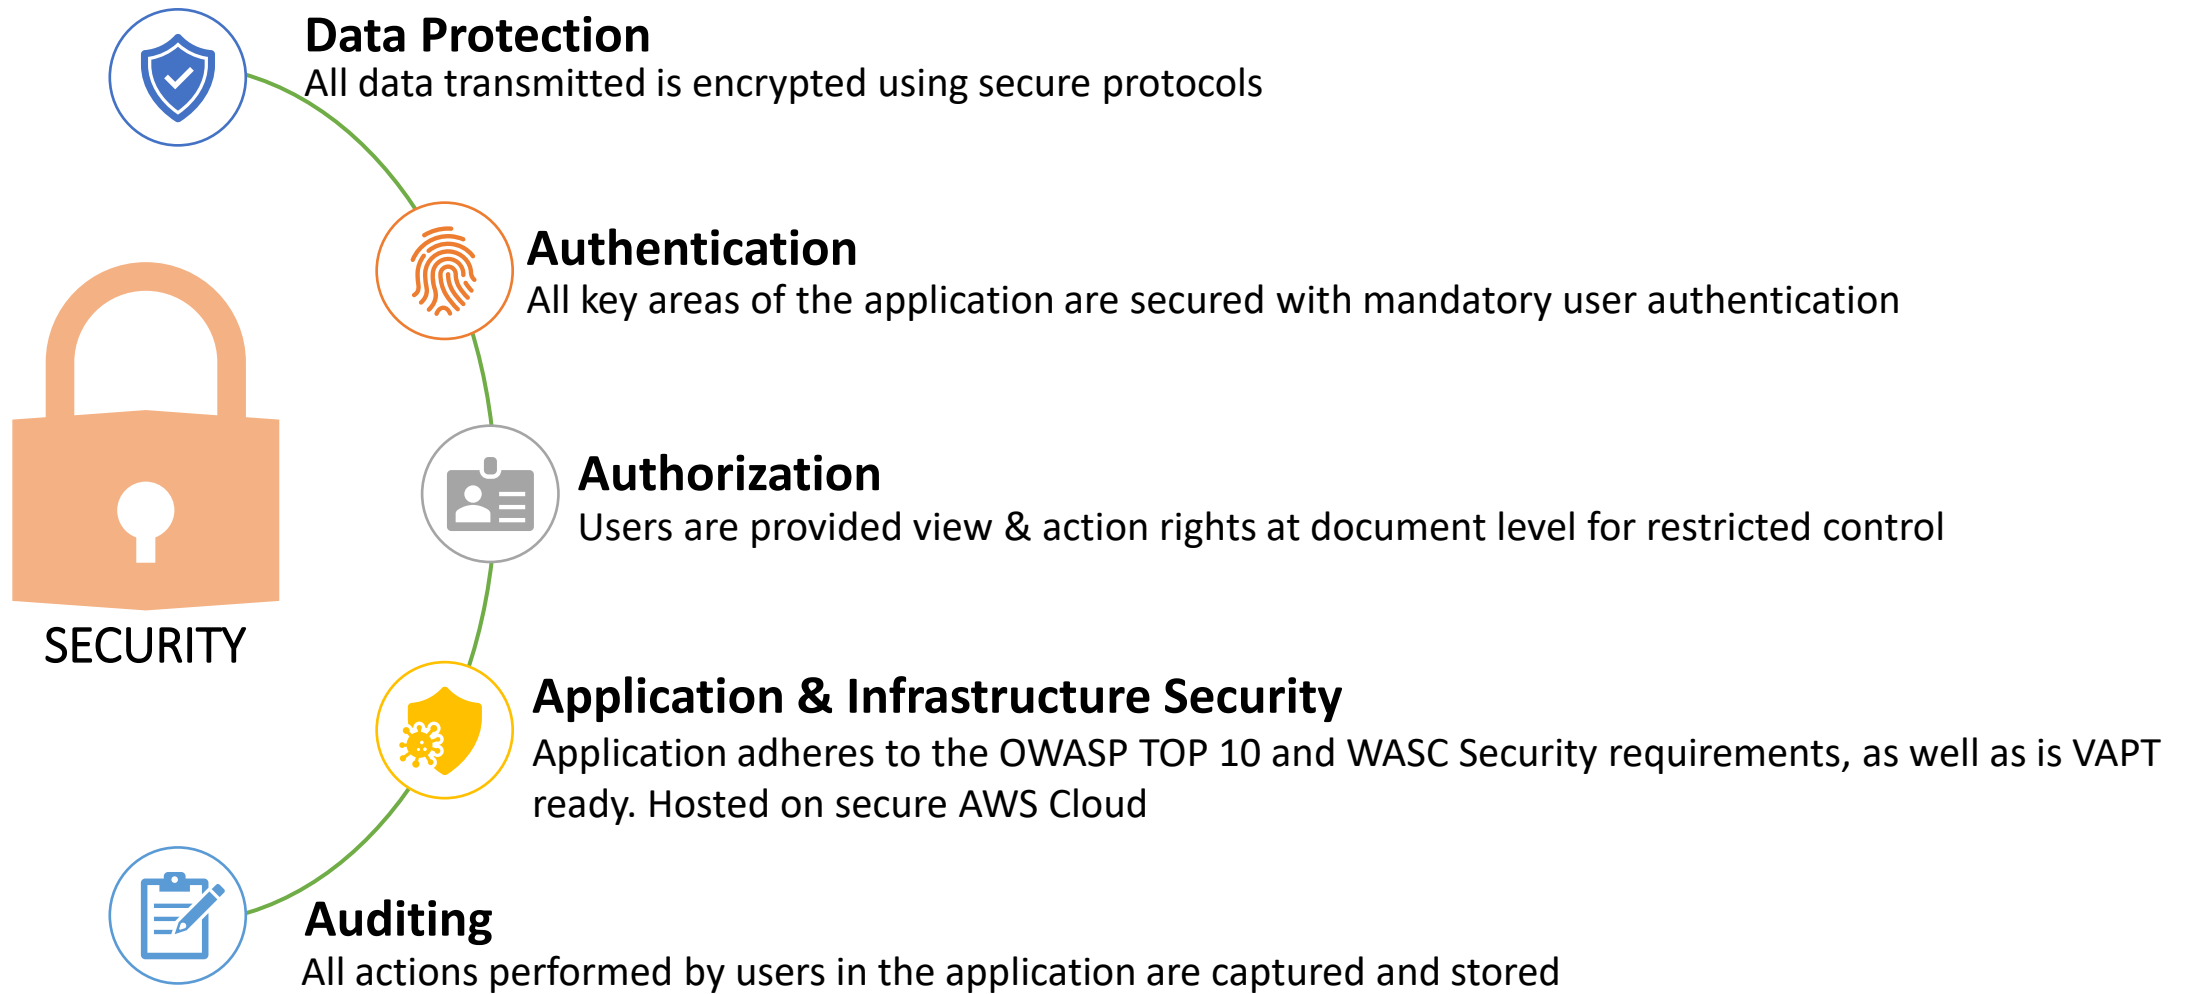 Data Protection
All data transmitted is encrypted using secure protocols
Authentication
All key areas of the application are secured with mandatory user authentication
Authorization
Users are provided view & action rights at document level for restricted control
SECURITY
Application & Infrastructure Security
Application adheres to the OWASP TOP 10 and WASC Security requirements, as well as is VAPT
ready. Hosted on secure AWS Cloud
Auditing
All actions performed by users in the application are captured and stored